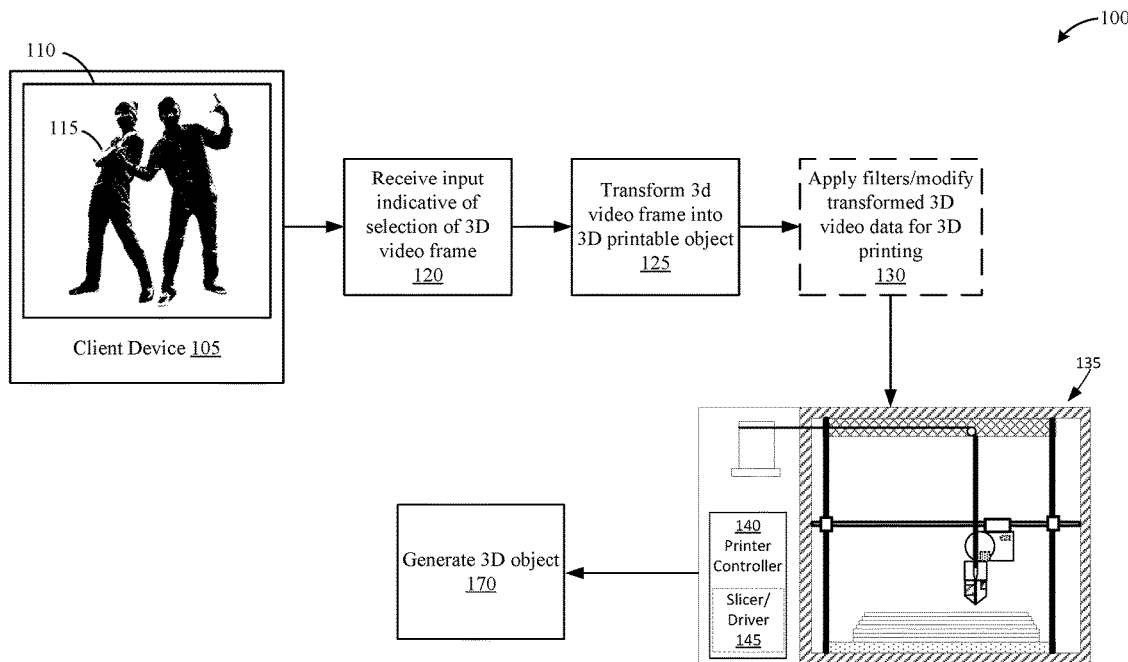 100
110
115
Client Device 105
Receive input
indicative of
selection of 3D
video frame
120
Transform 3d
video frame into
3D printable object
125
Apply filters/modify
transformed 3D
video data for 3D
printing
130
135
140
Printer
Controller
Slicer/
Driver
145
Generate 3D object
170